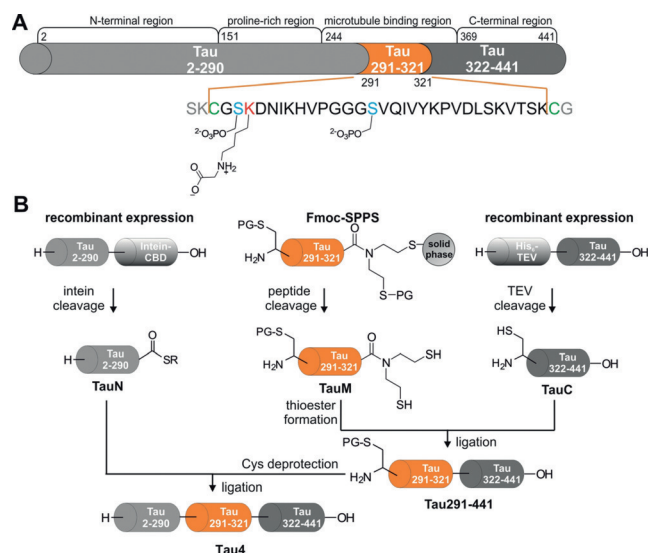 A
N-terminal region proline-rich region microtubule binding region C-terminal region
2 151 244 369 441
Tau 2-290
Tau 291-321
Tau 322-441
291 321
SKCGSKDNIKHVPGGGSVQIVYKPVDLSKVTSKCG
2-O3PO 2-O3PO
NH2
+
O
O−
B
recombinant expression
Fmoc-SPPS
recombinant expression
H Tau 2-290 Intein-CBD OH
PG-S H2N Tau 291-321 O N S solid phase
S-PG
His6-TEV Tau 322-441 OH
H
intein cleavage
peptide cleavage
TEV cleavage
H Tau 2-290 O SR
TauN
PG-S H2N Tau 291-321 O N SH
SH
TauM
HS H2N Tau 322-441 OH
TauC
thioester formation
ligation
Cys deprotection
PG-S H2N Tau 291-321 Tau 322-441 OH
Tau291-441
ligation
H Tau 2-290 Tau 291-321 Tau 322-441 OH
Tau4